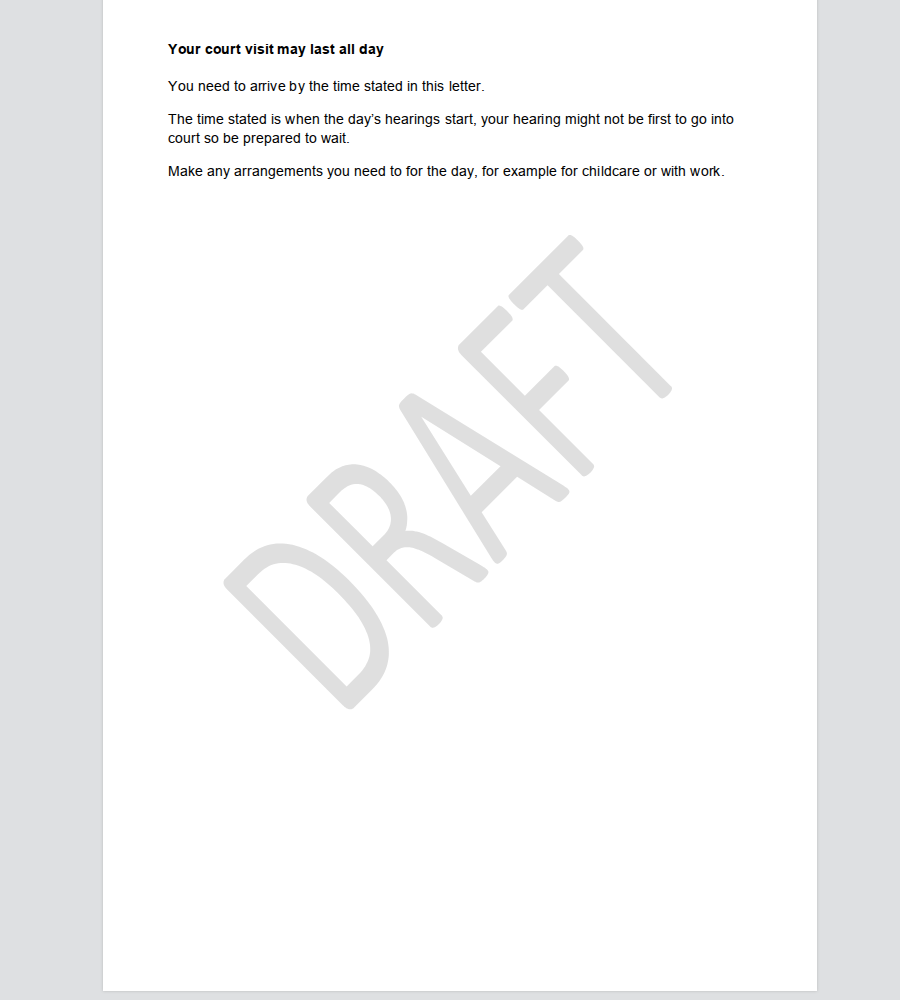 Your court visit may last all day
You need to arrive by the time stated in this letter.
The time stated is when the day’s hearings start, your hearing might not be first to go into
court so be prepared to wait.
Make any arrangements you need to for the day, for example for childcare or with work.
DRAFT